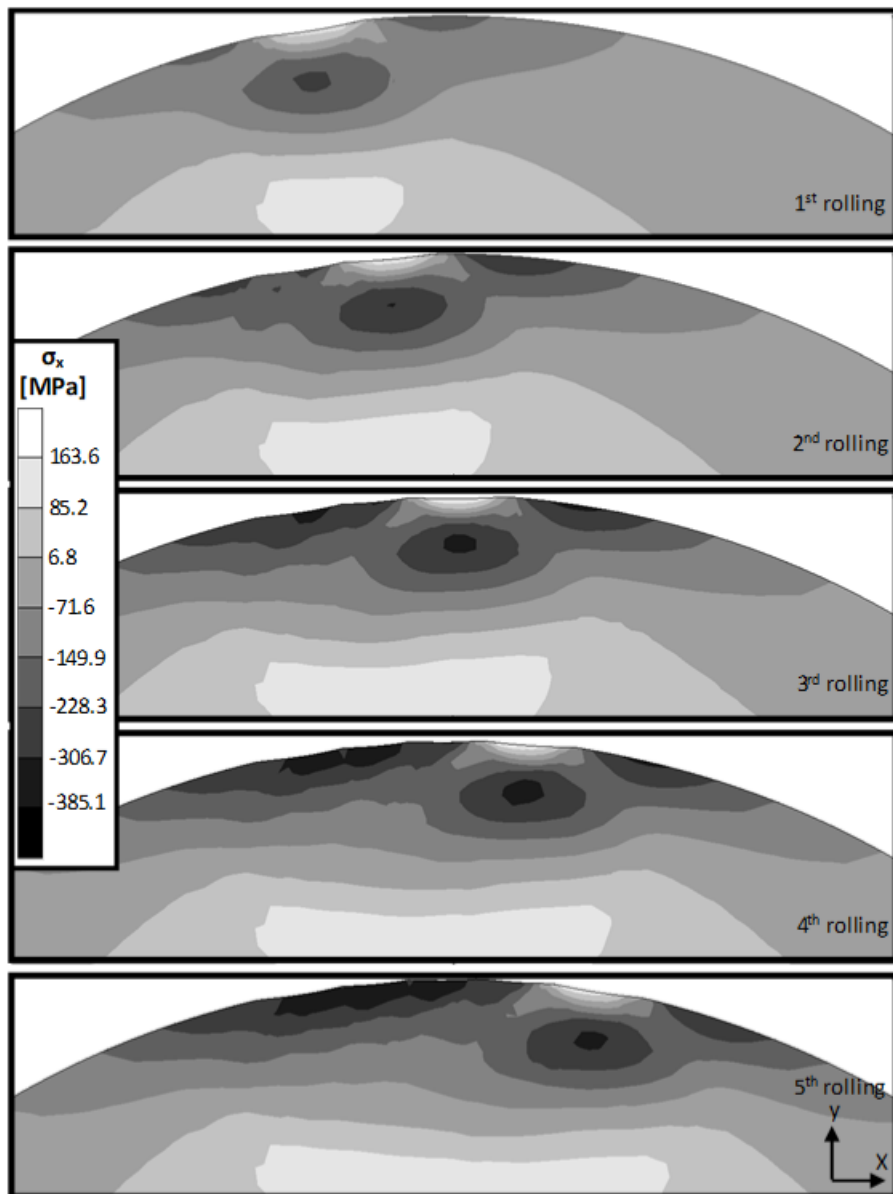 1st rolling
2nd rolling
σx
[MPa]
163.6
85.2
6.8
-71.6
-149.9
-228.3
-306.7
-385.1
3rd rolling
4th rolling
5th rolling
y
X